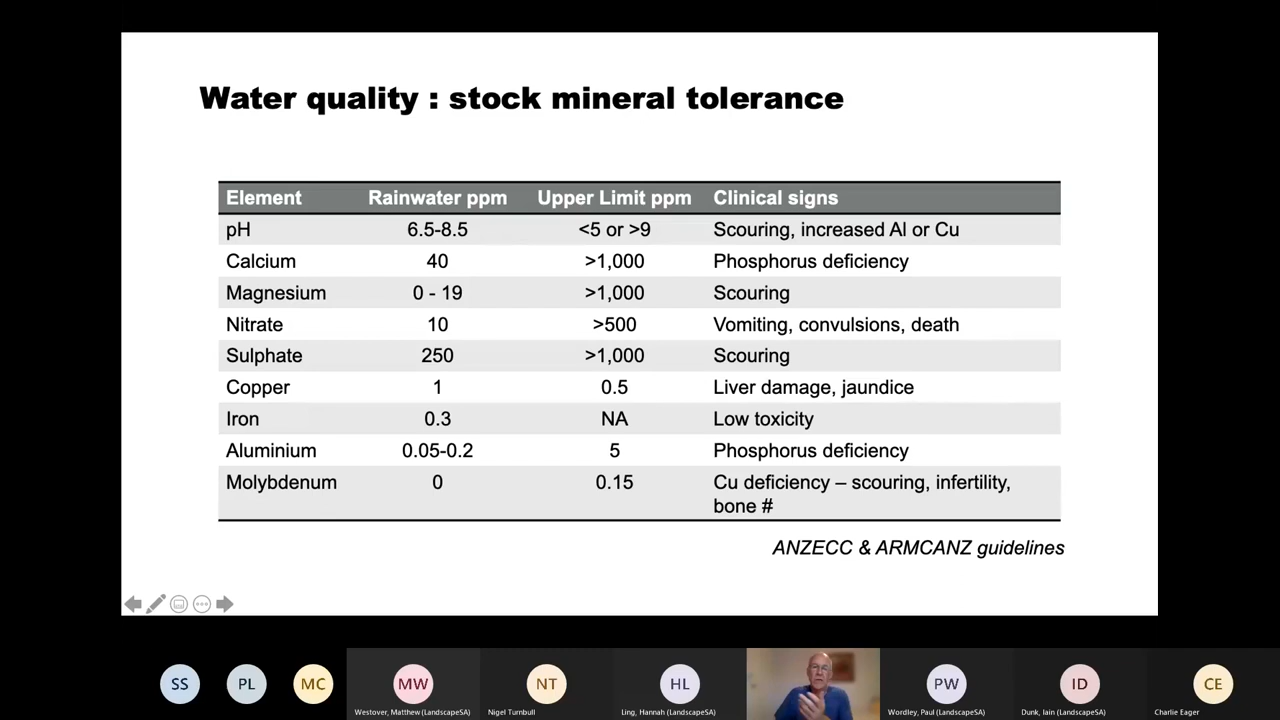 Water quality : stock mineral tolerance
Element Rainwater ppm Upper Limit ppm Clinical signs
pH 6.5-8.5 <5 or >9 Scouring, increased Al or Cu
Calcium 40 >1,000 Phosphorus deficiency
Magnesium 0 - 19 >1,000 Scouring
Nitrate 10 >500 Vomiting, convulsions, death
Sulphate 250 >1,000 Scouring
Copper 1 0.5 Liver damage, jaundice
Iron 0.3 NA Low toxicity
Aluminium 0.05-0.2 5 Phosphorus deficiency
Molybdenum 0 0.15 Cu deficiency – scouring, infertility,
bone #
ANZECC & ARMCANZ guidelines
SS PL MC MW NT HL PW ID CE
Westover, Matthew (LandscapeSA) Nigel Turnbull Ling, Hannah (LandscapeSA) Wordley, Paul (LandscapeSA) Dunk, Iain (LandscapeSA) Charlie Eager